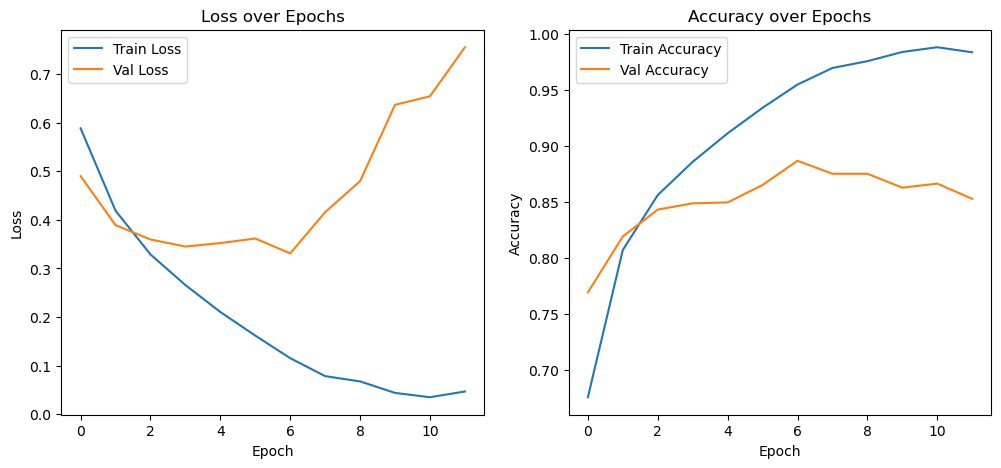 Loss over Epochs
Train Loss
Val Loss
0.7
0.6
0.5
0.4
0.3
0.2
0.1
0.0
Loss
0 2 4 6 8 10
Epoch
Accuracy over Epochs
Train Accuracy
Val Accuracy
1.00
0.95
0.90
0.85
0.80
0.75
0.70
Accuracy
0 2 4 6 8 10
Epoch